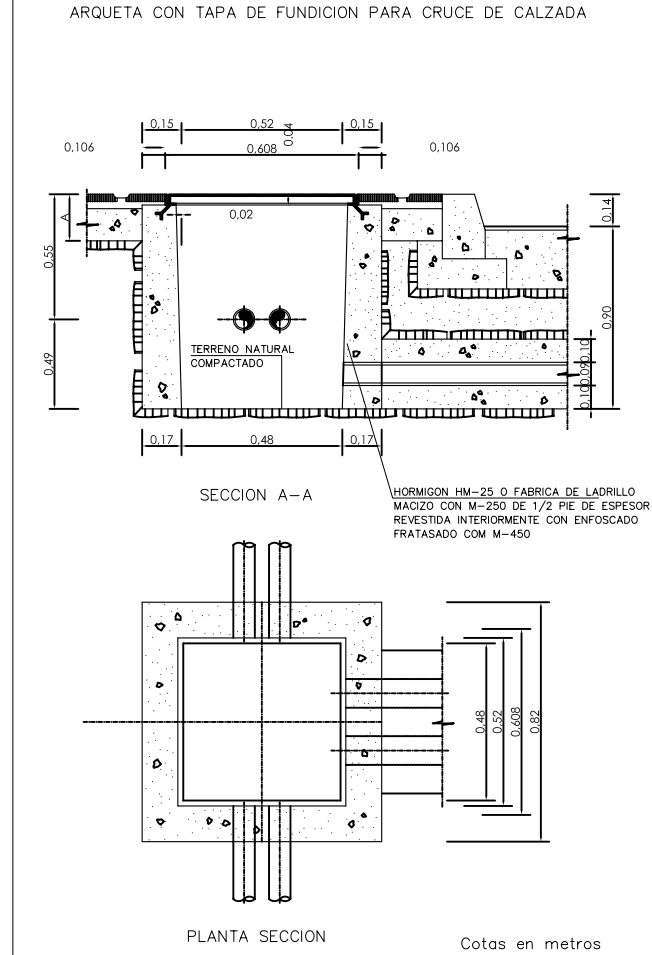 ARQUETA CON TAPA DE FUNDICION PARA CRUCE DE CALZADA
0,15
0,52
0.04
0,15
0,106
0,608
0,106
A
0,02
0,14
0,55
0,90
0,49
TERRENO NATURAL
COMPACTADO
0,10
0,09
0,10
0,17
0,48
0,17
SECCION A-A
HORMIGON HM-25 O FABRICA DE LADRILLO
MACIZO CON M-250 DE 1/2 PIE DE ESPESOR
REVESTIDA INTERIORMENTE CON ENFOSCADO
FRATASADO COM M-450
0,48
0,52
0,608
0,82
PLANTA SECCION
Cotas en metros